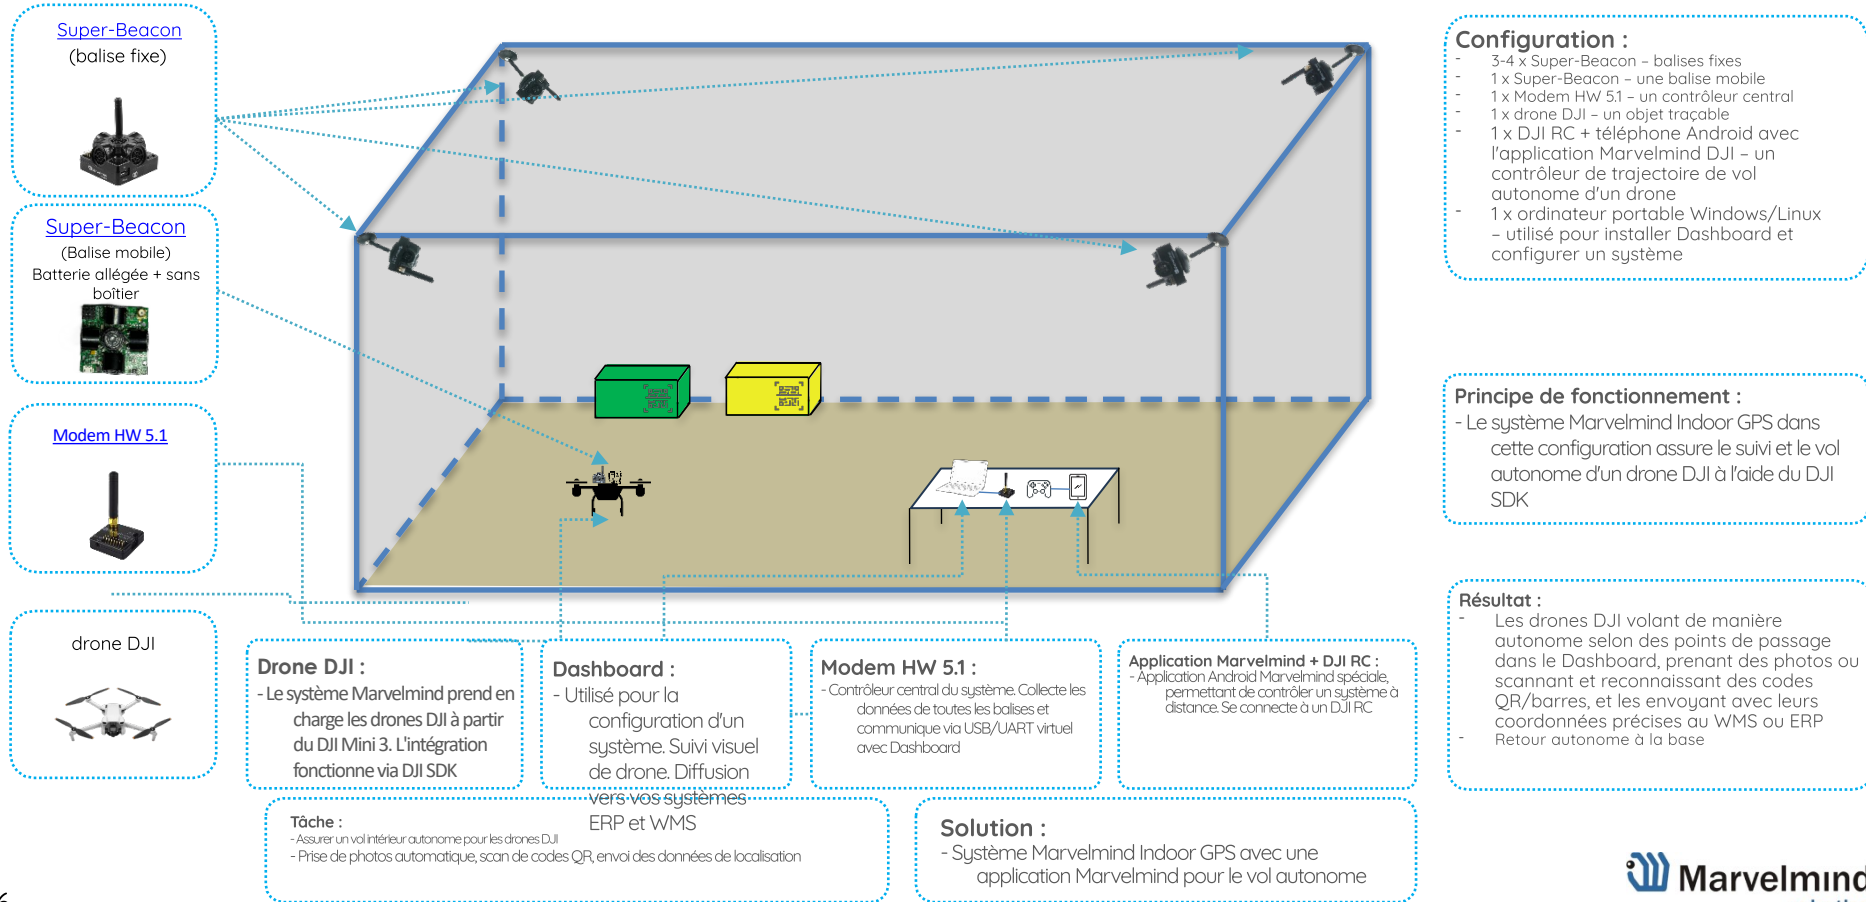 Super-Beacon
(balise fixe)
Super-Beacon
(Balise mobile)
Batterie allégée + sans
boîtier
Modem HW 5.1
drone DJI
Configuration :
- 3-4 x Super-Beacon – balises fixes
- 1 x Super-Beacon – une balise mobile
- 1 x Modem HW 5.1 – un contrôleur central
- 1 x drone DJI – un objet traçable
- 1 x DJI RC + téléphone Android avec
l'application Marvelmind DJI – un
contrôleur de trajectoire de vol
autonome d'un drone
- 1 x ordinateur portable Windows/Linux
– utilisé pour installer Dashboard et
configurer un système
Principe de fonctionnement :
- Le système Marvelmind Indoor GPS dans
cette configuration assure le suivi et le vol
autonome d'un drone DJI à l'aide du DJI
SDK
Résultat :
- Les drones DJI volant de manière
autonome selon des points de passage
dans le Dashboard, prenant des photos ou
scannant et reconnaissant des codes
QR/barres, et les envoyant avec leurs
coordonnées précises au WMS ou ERP
- Retour autonome à la base
Drone DJI :
- Le système Marvelmind prend en
charge les drones DJI à partir
du DJI Mini 3. L'intégration
fonctionne via DJI SDK
Dashboard :
- Utilisé pour la
configuration d'un
système. Suivi visuel
de drone. Diffusion
vers vos systèmes
ERP et WMS
Modem HW 5.1 :
- Contrôleur central du système. Collecte les
données de toutes les balises et
communique via USB/UART virtuel
avec Dashboard
Application Marvelmind + DJI RC :
- Application Android Marvelmind spéciale,
permettant de contrôler un système à
distance. Se connecte à un DJI RC
Tâche :
- Assurer un vol intérieur autonome pour les drones DJI
- Prise de photos automatique, scan de codes QR, envoi des données de localisation
Solution :
- Système Marvelmind Indoor GPS avec une
application Marvelmind pour le vol autonome
Marvelmind